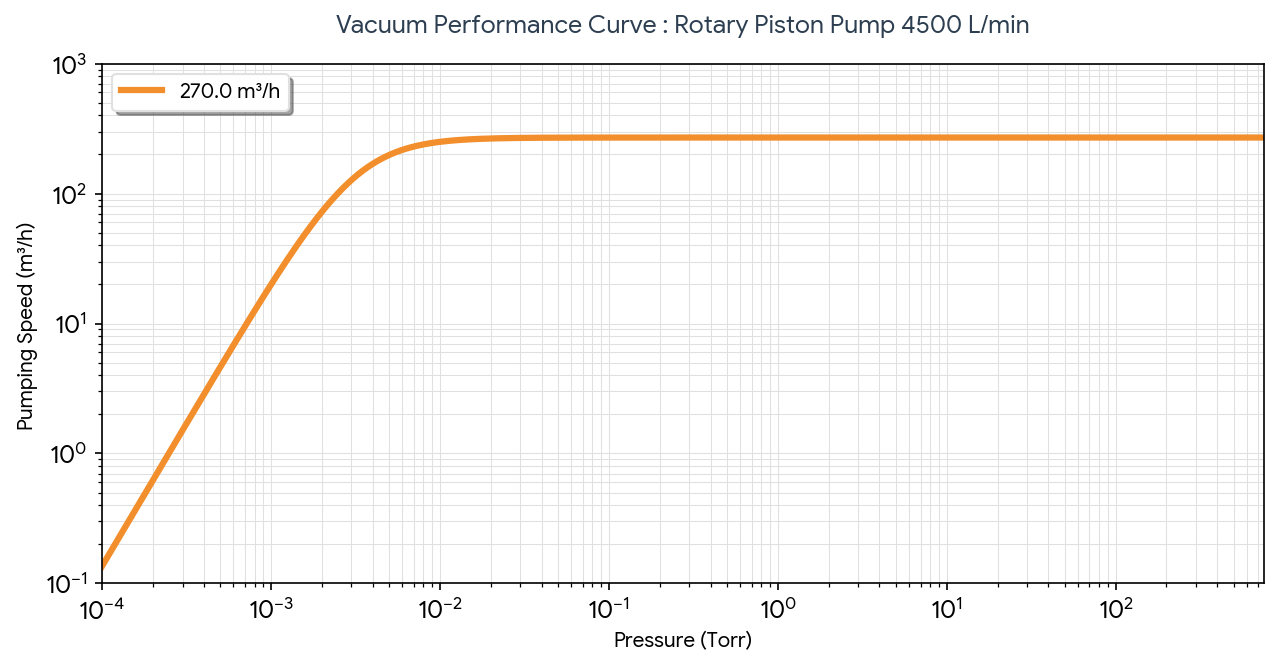 Vacuum Performance Curve : Rotary Piston Pump 4500 L/min
10³
270.0 m³/h
10²
10¹
10⁰
10⁻¹
Pumping Speed (m³/h)
10⁻⁴ 10⁻³ 10⁻² 10⁻¹ 10⁰ 10¹ 10²
Pressure (Torr)